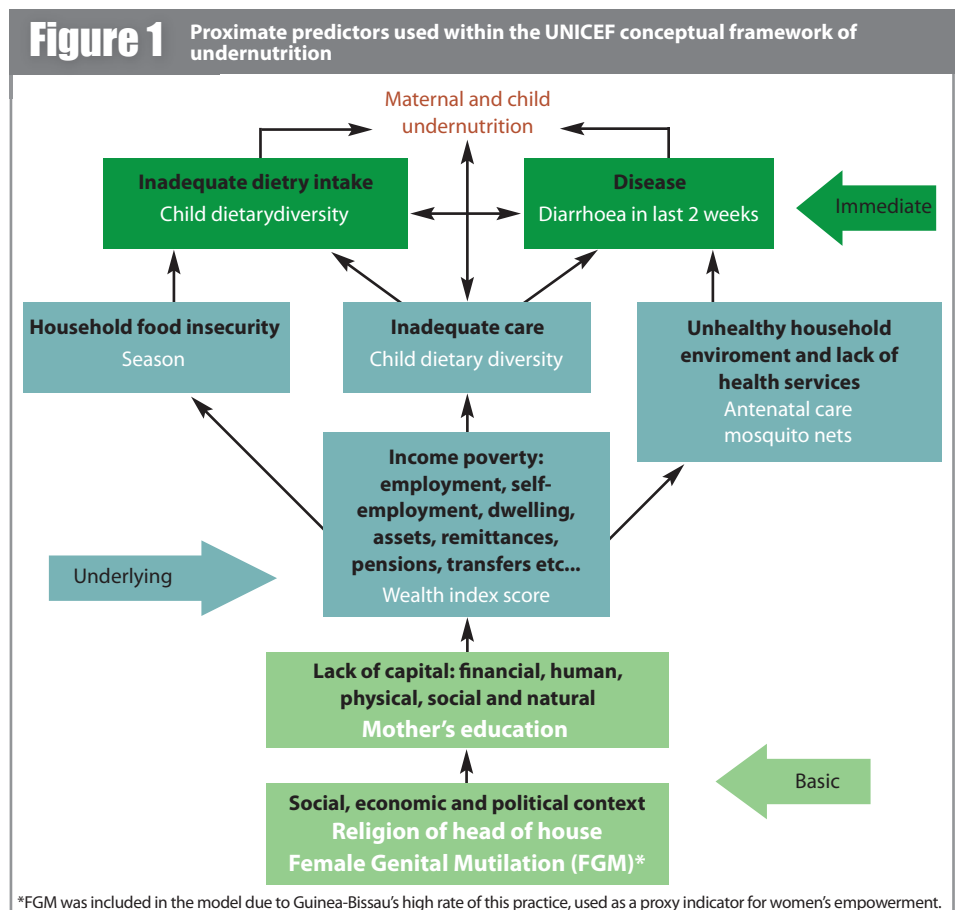 Figure 1
Proximate predictors used within the UNICEF conceptual framework of
undernutrition
Maternal and child
undernutrition
Inadequate dietry intake
Child dietarydiversity
Disease
Diarrhoea in last 2 weeks
Immediate
Household food insecurity
Season
Inadequate care
Child dietary diversity
Unhealthy household
enviroment and lack of
health services
Antenatal care
mosquito nets
Income poverty:
employment, self-
employment, dwelling,
assets, remittances,
pensions, transfers etc...
Wealth index score
Underlying
Lack of capital: financial, human,
physical, social and natural
Mother's education
Basic
Social, economic and political context
Religion of head of house
Female Genital Mutilation (FGM)*
*FGM was included in the model due to Guinea-Bissau's high rate of this practice, used as a proxy indicator for women's empowerment.